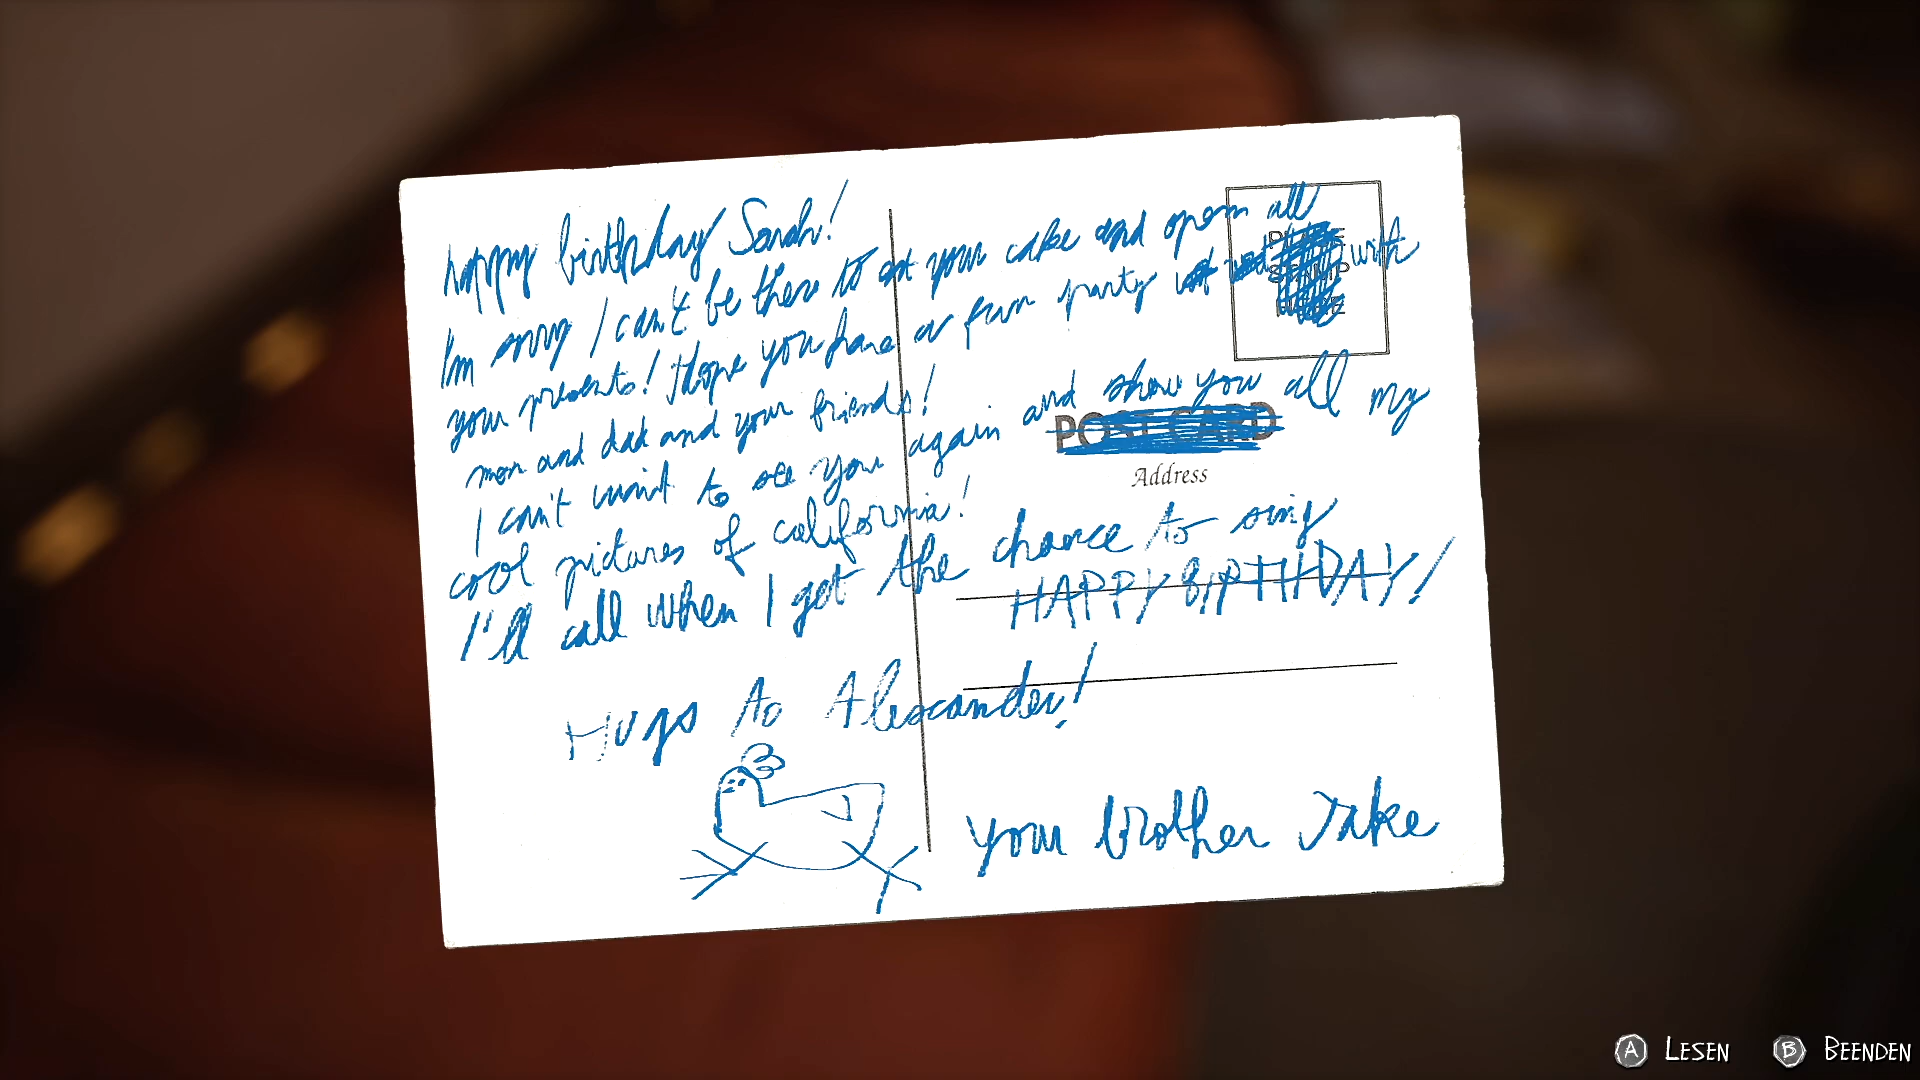 happy birthday Sarah!
I'm sorry I can't be there to eat your cake and open all
your presents! Hope you have a fun party with
mom and dad and your friends!
I can't wait to see you again and show you all my
cool pictures of california!
I'll call when I get the chance to sing
HAPPY BIRTHDAY!
Hugs to Alexander!
your brother Jake
POST CARD
Address
A LESEN B BEENDEN